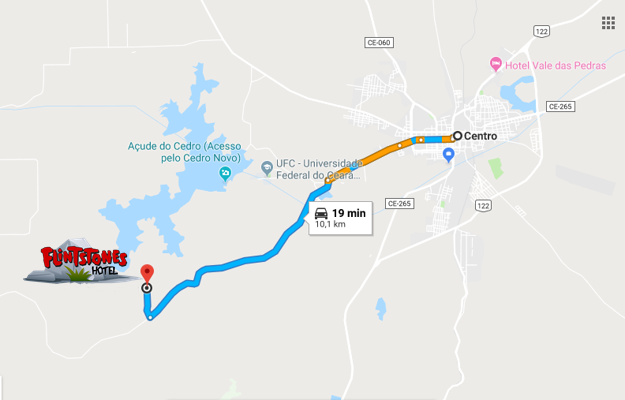 122
CE-060
Hotel Vale das Pedras
CE-265
Centro
Açude do Cedro (Acesso
pelo Cedro Novo)
UFC - Universidade
Federal do Ceará...
CE-265
122
19 min
10,1 km
FLINTSTONES
HOTEL